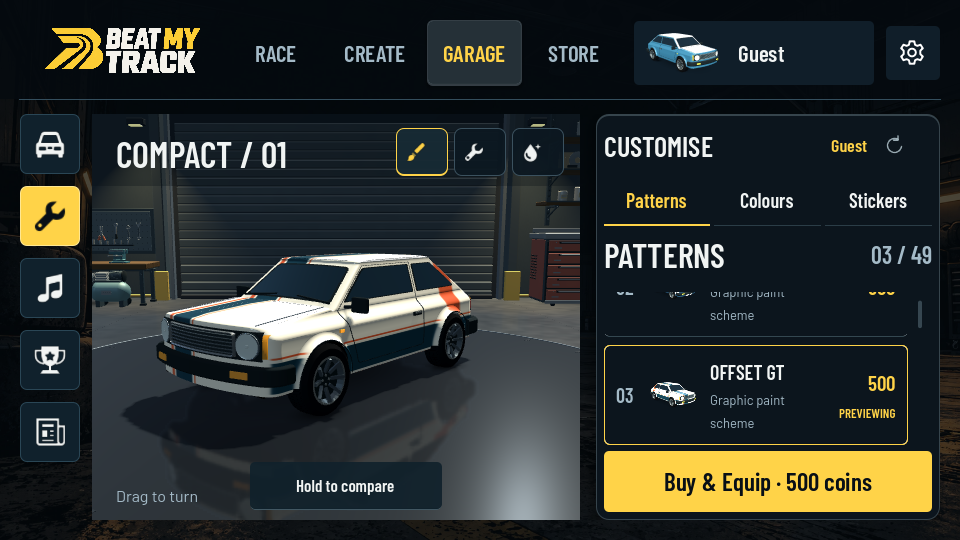 BEAT MY
TRACK
RACE
CREATE
GARAGE
STORE
Guest
COMPACT / 01
Drag to turn
Hold to compare
CUSTOMISE
Guest
Patterns
Colours
Stickers
PATTERNS
03 / 49
Graphic paint
scheme
03
OFFSET GT
Graphic paint
scheme
500
PREVIEWING
Buy & Equip · 500 coins